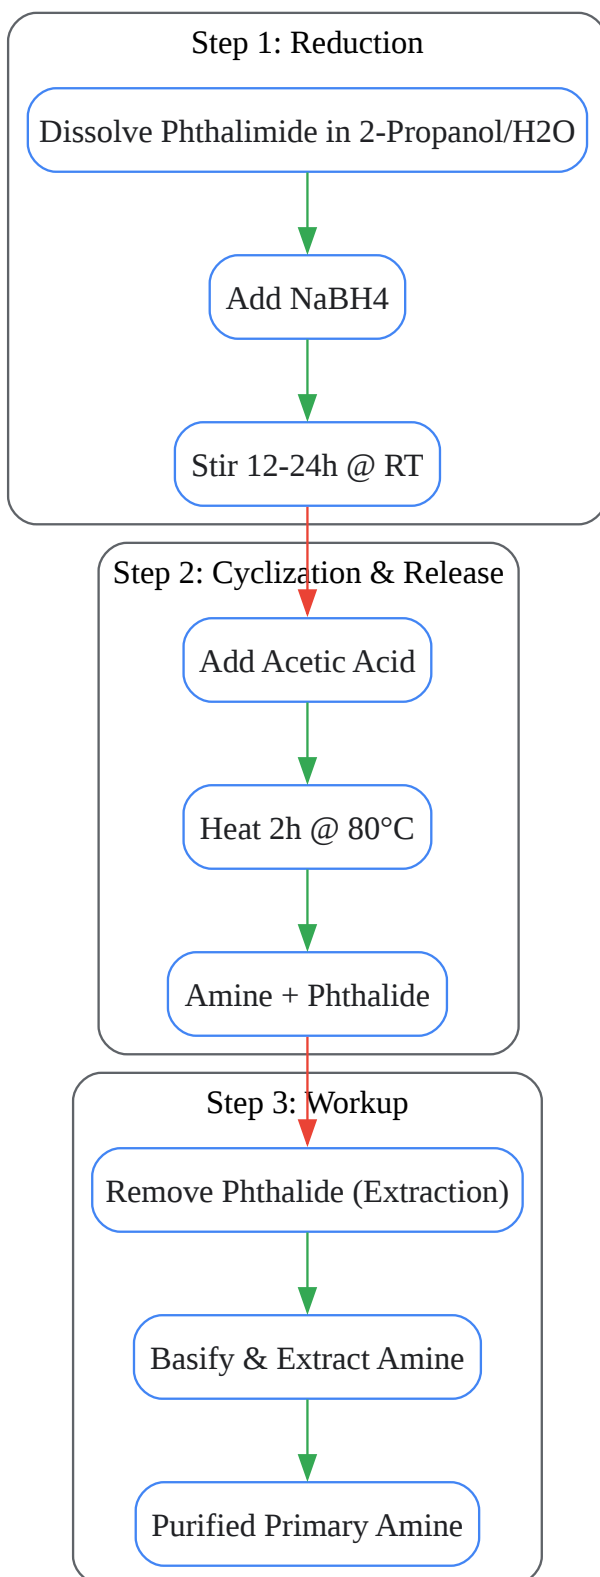 Step 1: Reduction
Dissolve Phthalimide in 2-Propanol/H2O
Add NaBH4
Stir 12-24h @ RT
Step 2: Cyclization & Release
Add Acetic Acid
Heat 2h @ 80°C
Amine + Phthalide
Step 3: Workup
Remove Phthalide (Extraction)
Basify & Extract Amine
Purified Primary Amine